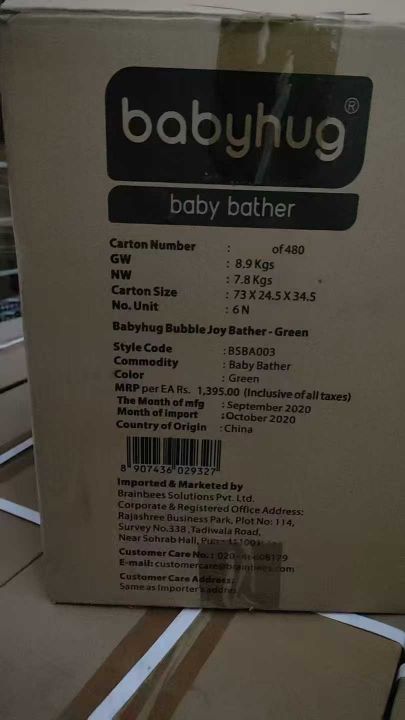 babyhug®
baby bather
Carton Number : of 480
GW : 8.9 Kgs
NW : 7.8 Kgs
Carton Size : 73 X 24.5 X 34.5
No. Unit : 6 N
Babyhug Bubble Joy Bather - Green
Style Code : BSBA003
Commodity : Baby Bather
Color : Green
MRP per EA Rs. 1,395.00 (Inclusive of all taxes)
The Month of mfg : September 2020
Month of import : October 2020
Country of Origin : China
8 907436 029327
Imported & Marketed by
Brainbees Solutions Pvt. Ltd.
Corporate & Registered Office Address:
Rajashree Business Park, Plot No: 114,
Survey No.338, Tadiwala Road,
Near Sohrab Hall,
Customer Care No.: 020-
E-mail: customercare@brainbees.com
Customer Care Address:
Same as Importer's